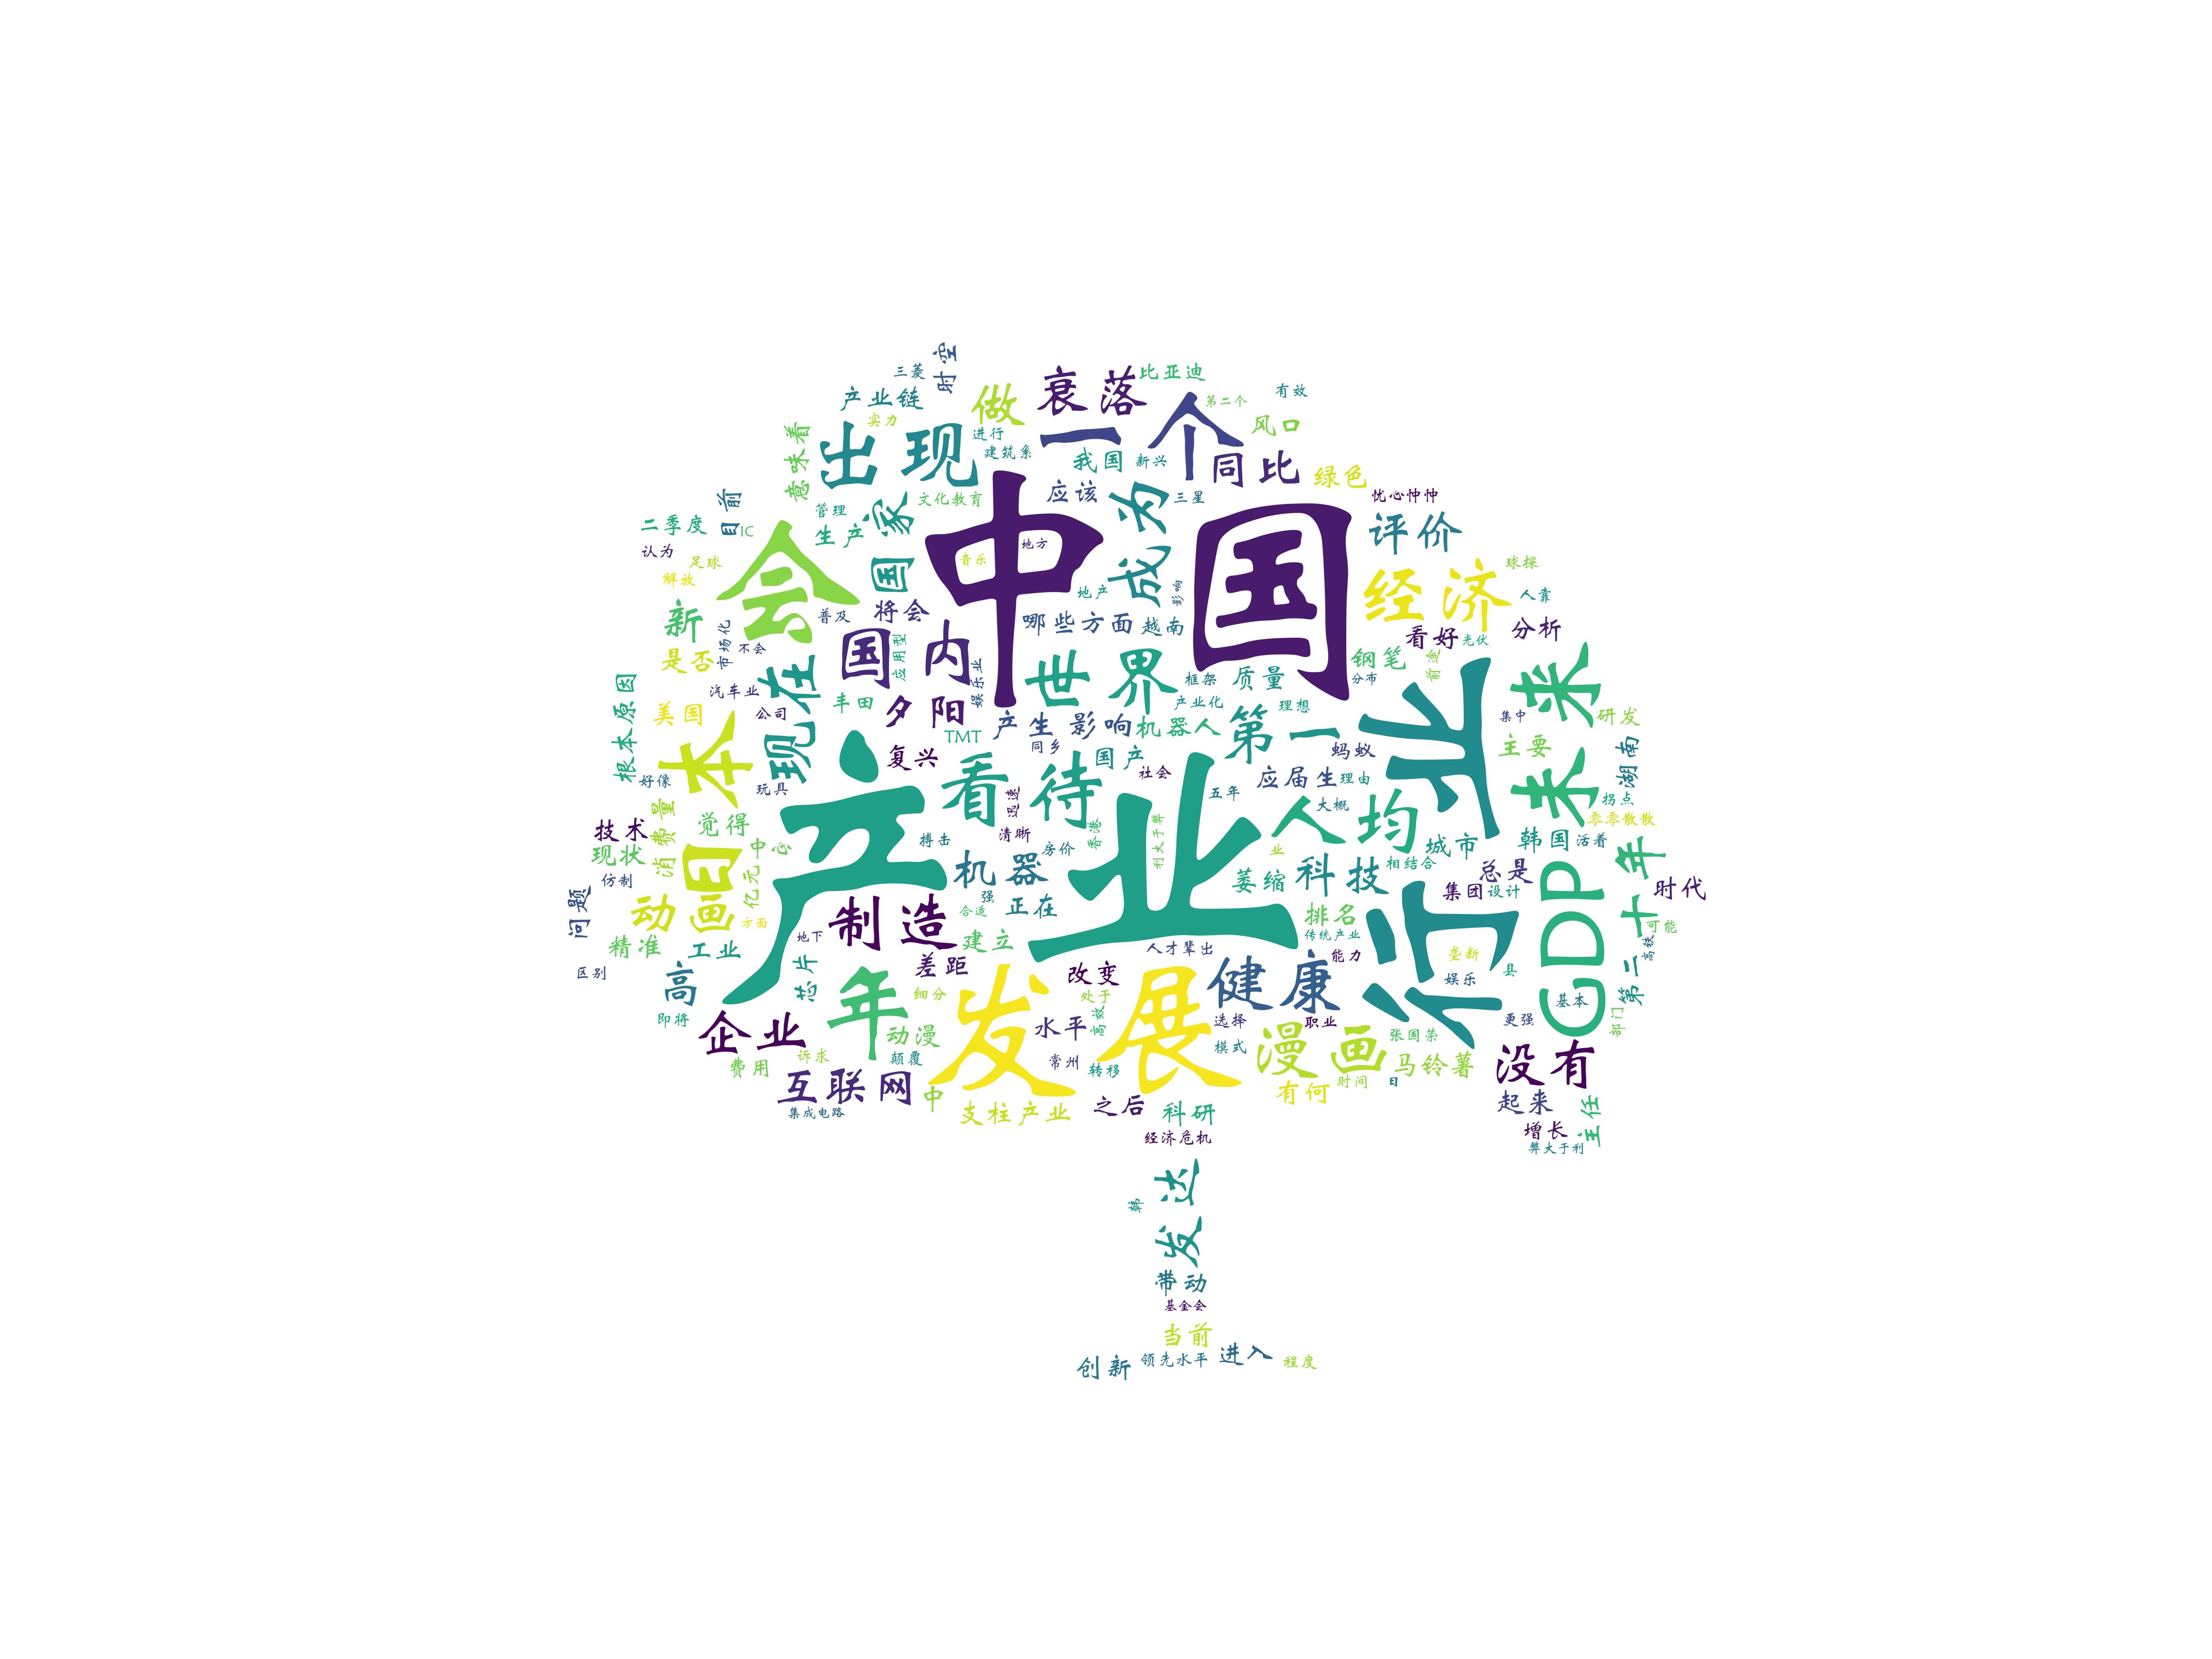 时空
三菱
比亚迪
衰落
产业链
做
有效
第二个
实力
一个
风口
意味着
出现
进行
建筑系
我国
新兴
同比
绿色
应该
成为
三星
忧心忡忡
文化教育
国家
目前
管理
二季度
IC
生产
中国
评价
认为
足球
会
音乐
地方
解放
地产
影响
经济
球探
人靠
新
普及
将会
哪些方面
越南
看好
光伏
分析
是否
市场化
不会
国内
应用型
世界
框架
质量
钢笔
前途
分布
行业
未来
根本原因
汽车业
现在
娱乐业
美国
公司
丰田
夕阳
产业化
理想
集中
研发
日本
TMT
产生影响
机器人
第一
主要
湖南
同乡
复兴
国产
蚂蚁
好像
玩具
看待
社会
应届生
理由
拐点
迅速
五年
大概
零零散散
消费量
技术
觉得
清晰
香港
利大于弊
人均
城市
韩国
活着
搏击
房价
产业
业
现状
中心
机器
萎缩
科技
相结合
总是
GDP
第二十年
时代
仿制
亿元
强
集团
设计
问题
动画
方面
制造
合适
正在
排名
可能
精准
工业
地下
建立
传统产业
人才辈出
高铁
区别
芯片
差距
改变
健康
能力
垄断
娱乐
县
高
年
细分
发展
处于
基本
即将
企业
动漫
水平
高效
选择
职业
更强
部门
颠覆
诉求
常州
转移
模式
漫画
张国荣
没有
费用
马铃薯
互联网
中
有何
时间
日
集成电路
支柱产业
之后
科研
起来
主任
经济危机
增长
弊大于利
发达
韩
带动
基金会
当前
创新
领先水平
进入
程度